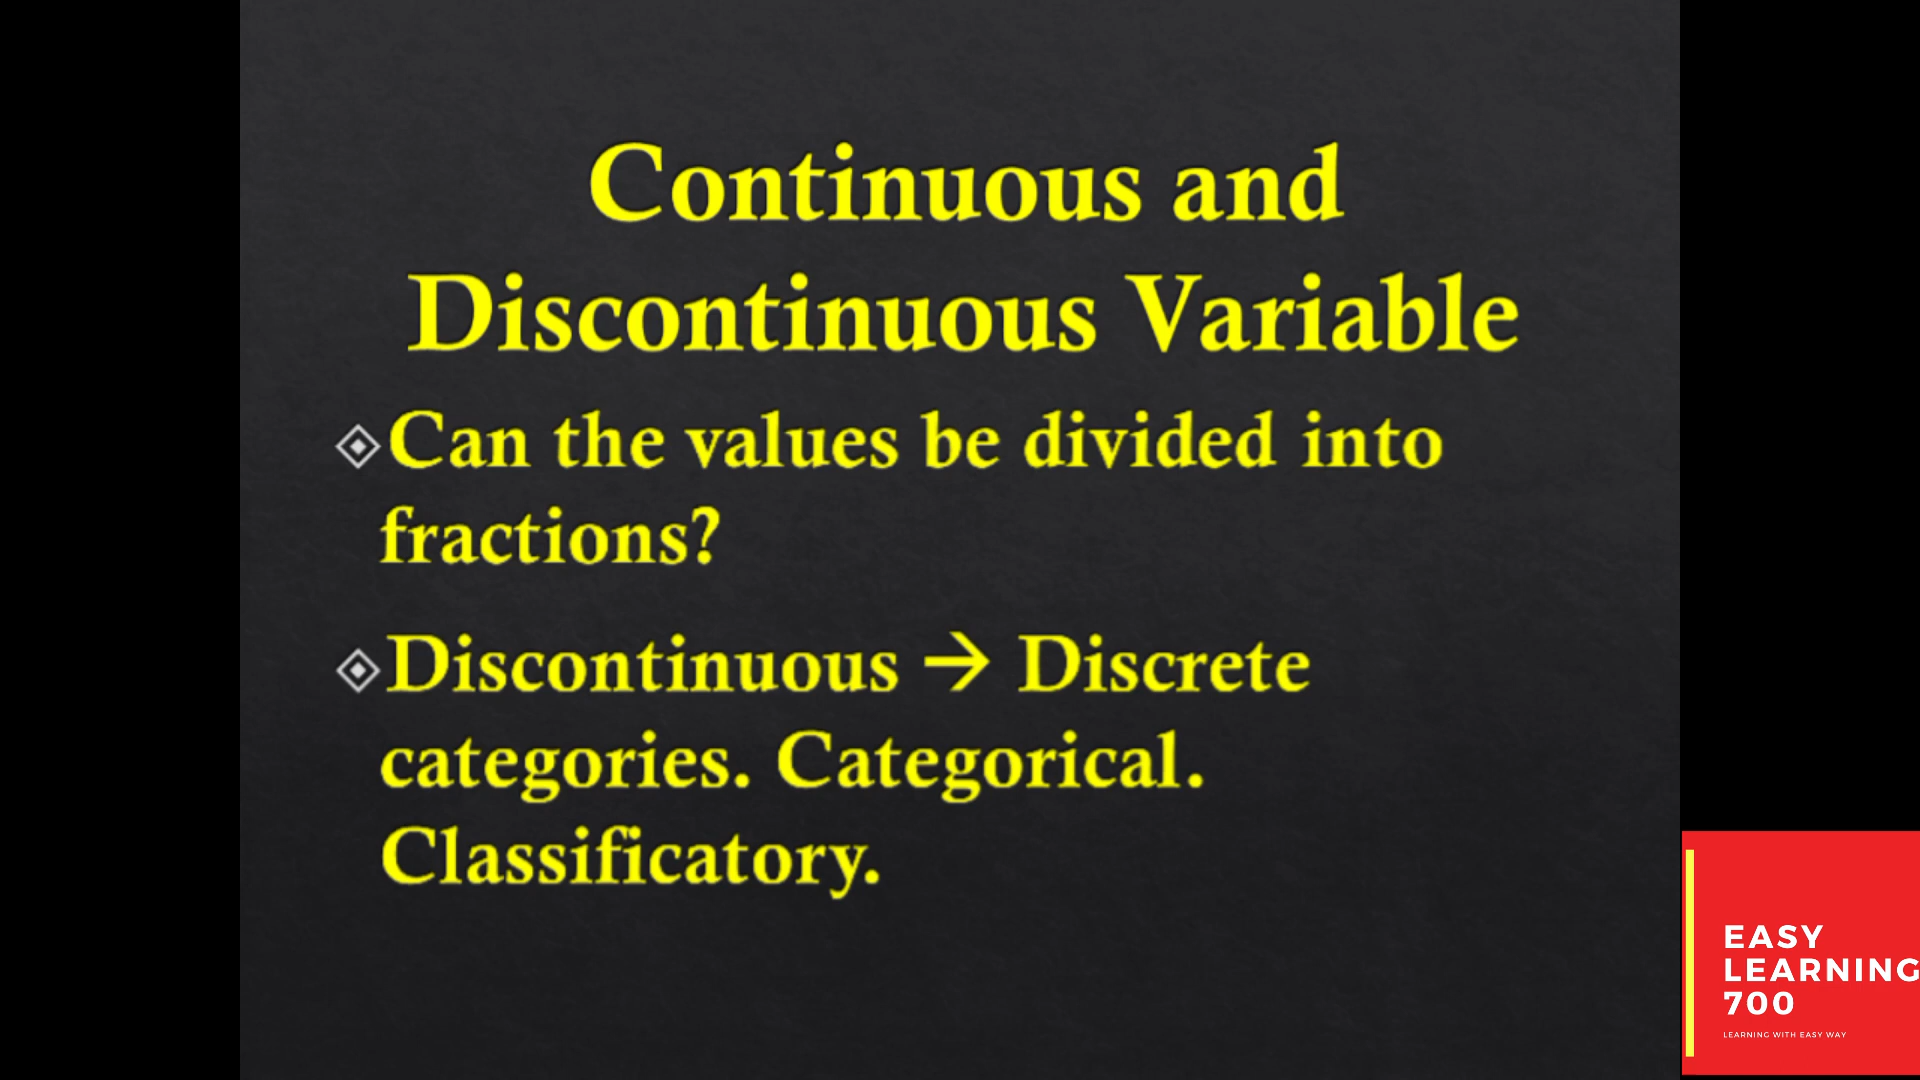 Continuous and
Discontinuous Variable
Can the values be divided into
fractions?
Discontinuous → Discrete
categories. Categorical.
Classificatory.
EASY
LEARNING
700
LEARNING WITH EASY WAY